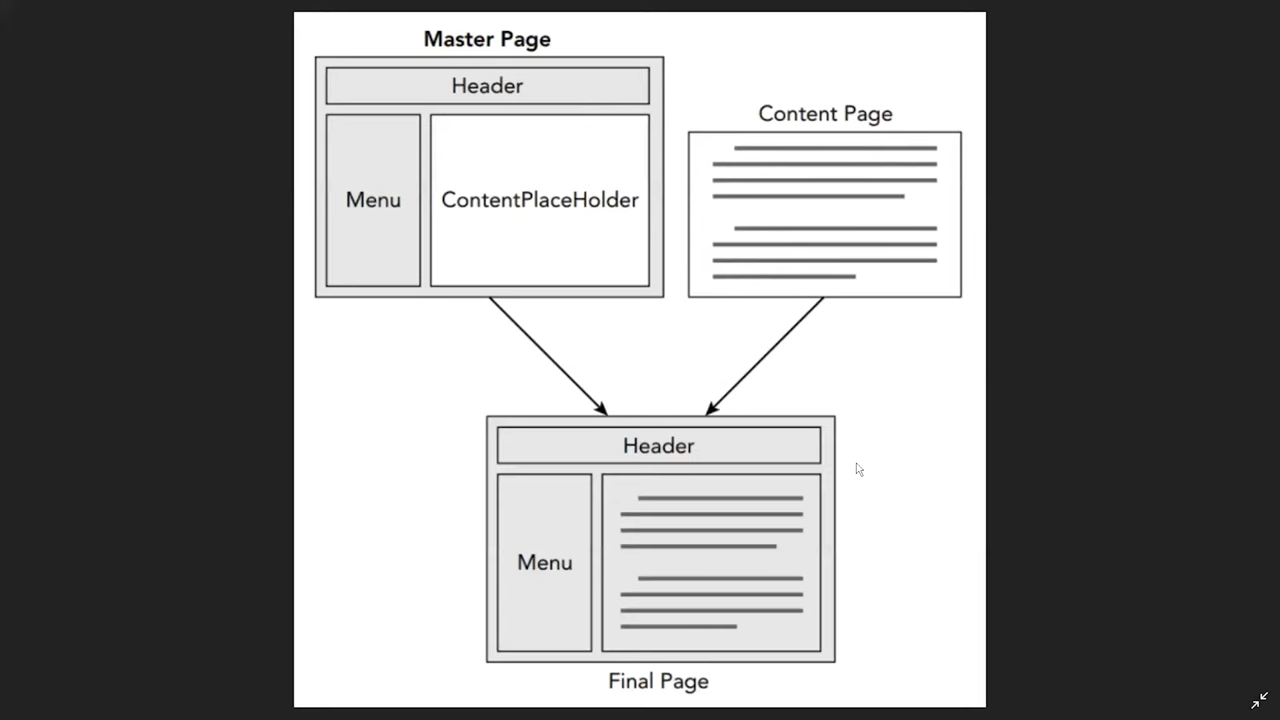 Master Page
Header
Menu
ContentPlaceHolder
Content Page
Header
Menu
Final Page